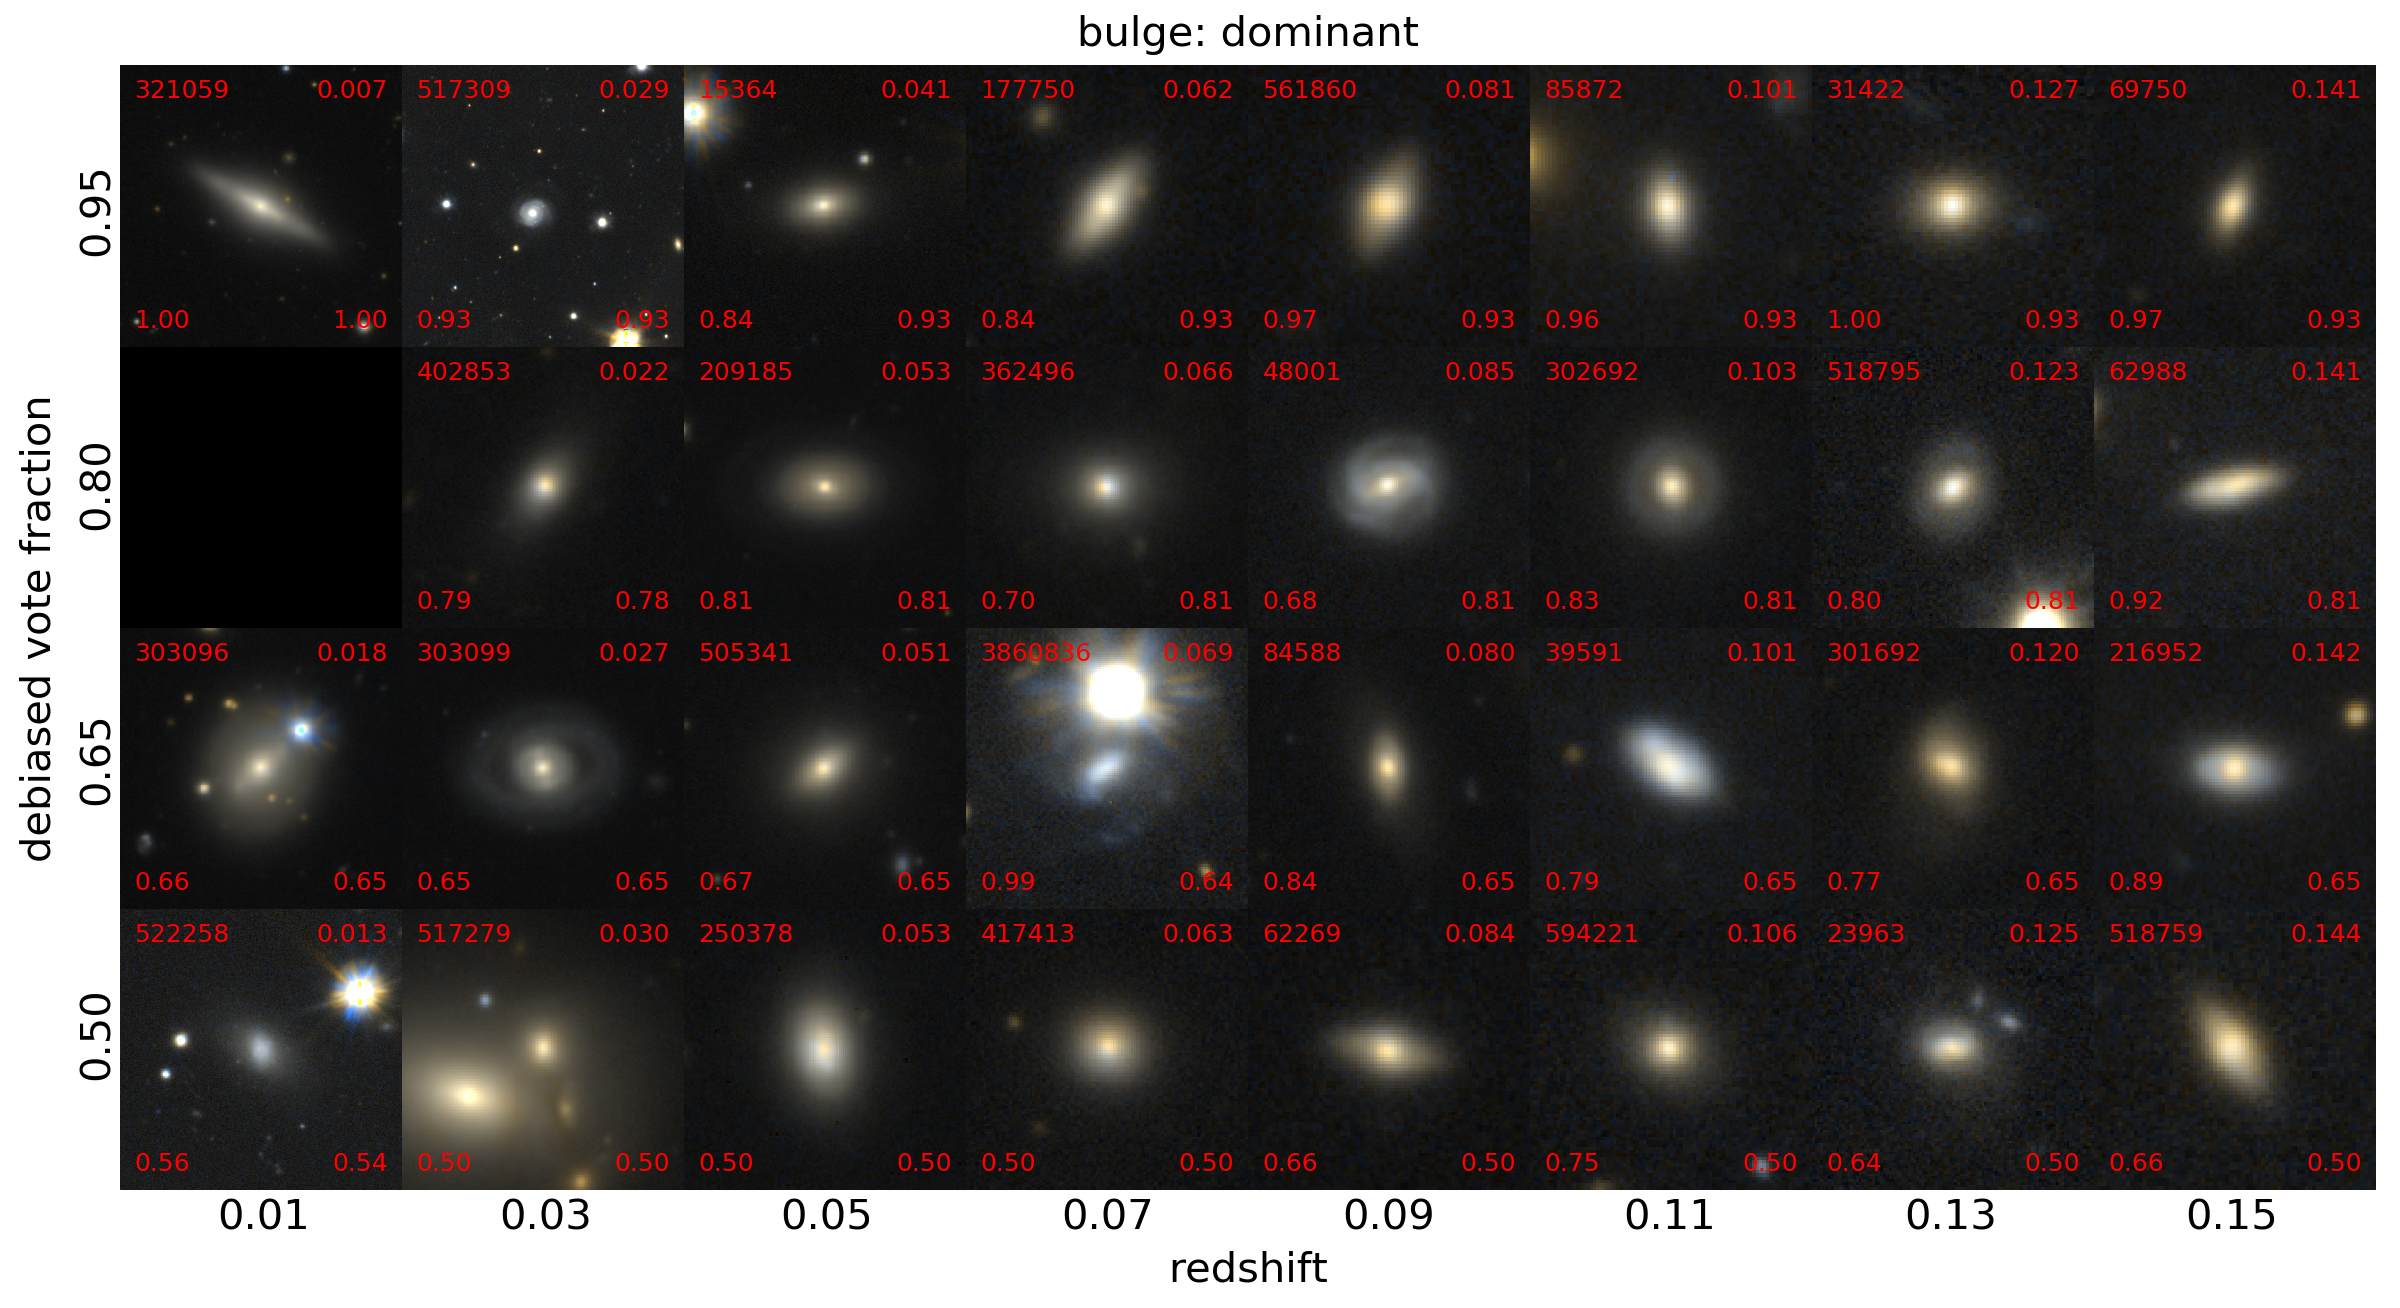 bulge: dominant
321059 0.007 517309 0.029 15364 0.041 177750 0.062 561860 0.081 85872 0.101 31422 0.127 69750 0.141
0.95
1.00 1.00 0.93 0.93 0.84 0.93 0.84 0.93 0.97 0.93 0.96 0.93 1.00 0.93 0.97 0.93
402853 0.022 209185 0.053 362496 0.066 48001 0.085 302692 0.103 518795 0.123 62988 0.141
0.80
0.79 0.78 0.81 0.81 0.70 0.81 0.68 0.81 0.83 0.81 0.80 0.81 0.92 0.81
debiased vote fraction
303096 0.018 303099 0.027 505341 0.051 3860836 0.069 84588 0.080 39591 0.101 301692 0.120 216952 0.142
0.65
0.66 0.65 0.65 0.65 0.67 0.65 0.99 0.64 0.84 0.65 0.79 0.65 0.77 0.65 0.89 0.65
522258 0.013 517279 0.030 250378 0.053 417413 0.063 62269 0.084 594221 0.106 23963 0.125 518759 0.144
0.50
0.56 0.54 0.50 0.50 0.50 0.50 0.50 0.50 0.66 0.50 0.75 0.50 0.64 0.50 0.66 0.50
0.01 0.03 0.05 0.07 0.09 0.11 0.13 0.15
redshift